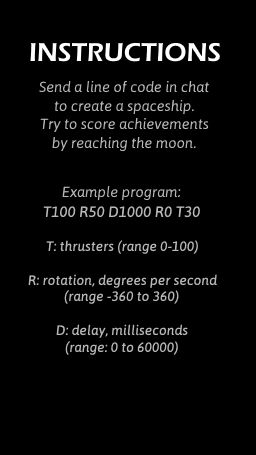 INSTRUCTIONS
Send a line of code in chat
to create a spaceship.
Try to score achievements
by reaching the moon.
Example program:
T100 R50 D1000 R0 T30
T: thrusters (range 0-100)
R: rotation, degrees per second
(range -360 to 360)
D: delay, milliseconds
(range: 0 to 60000)